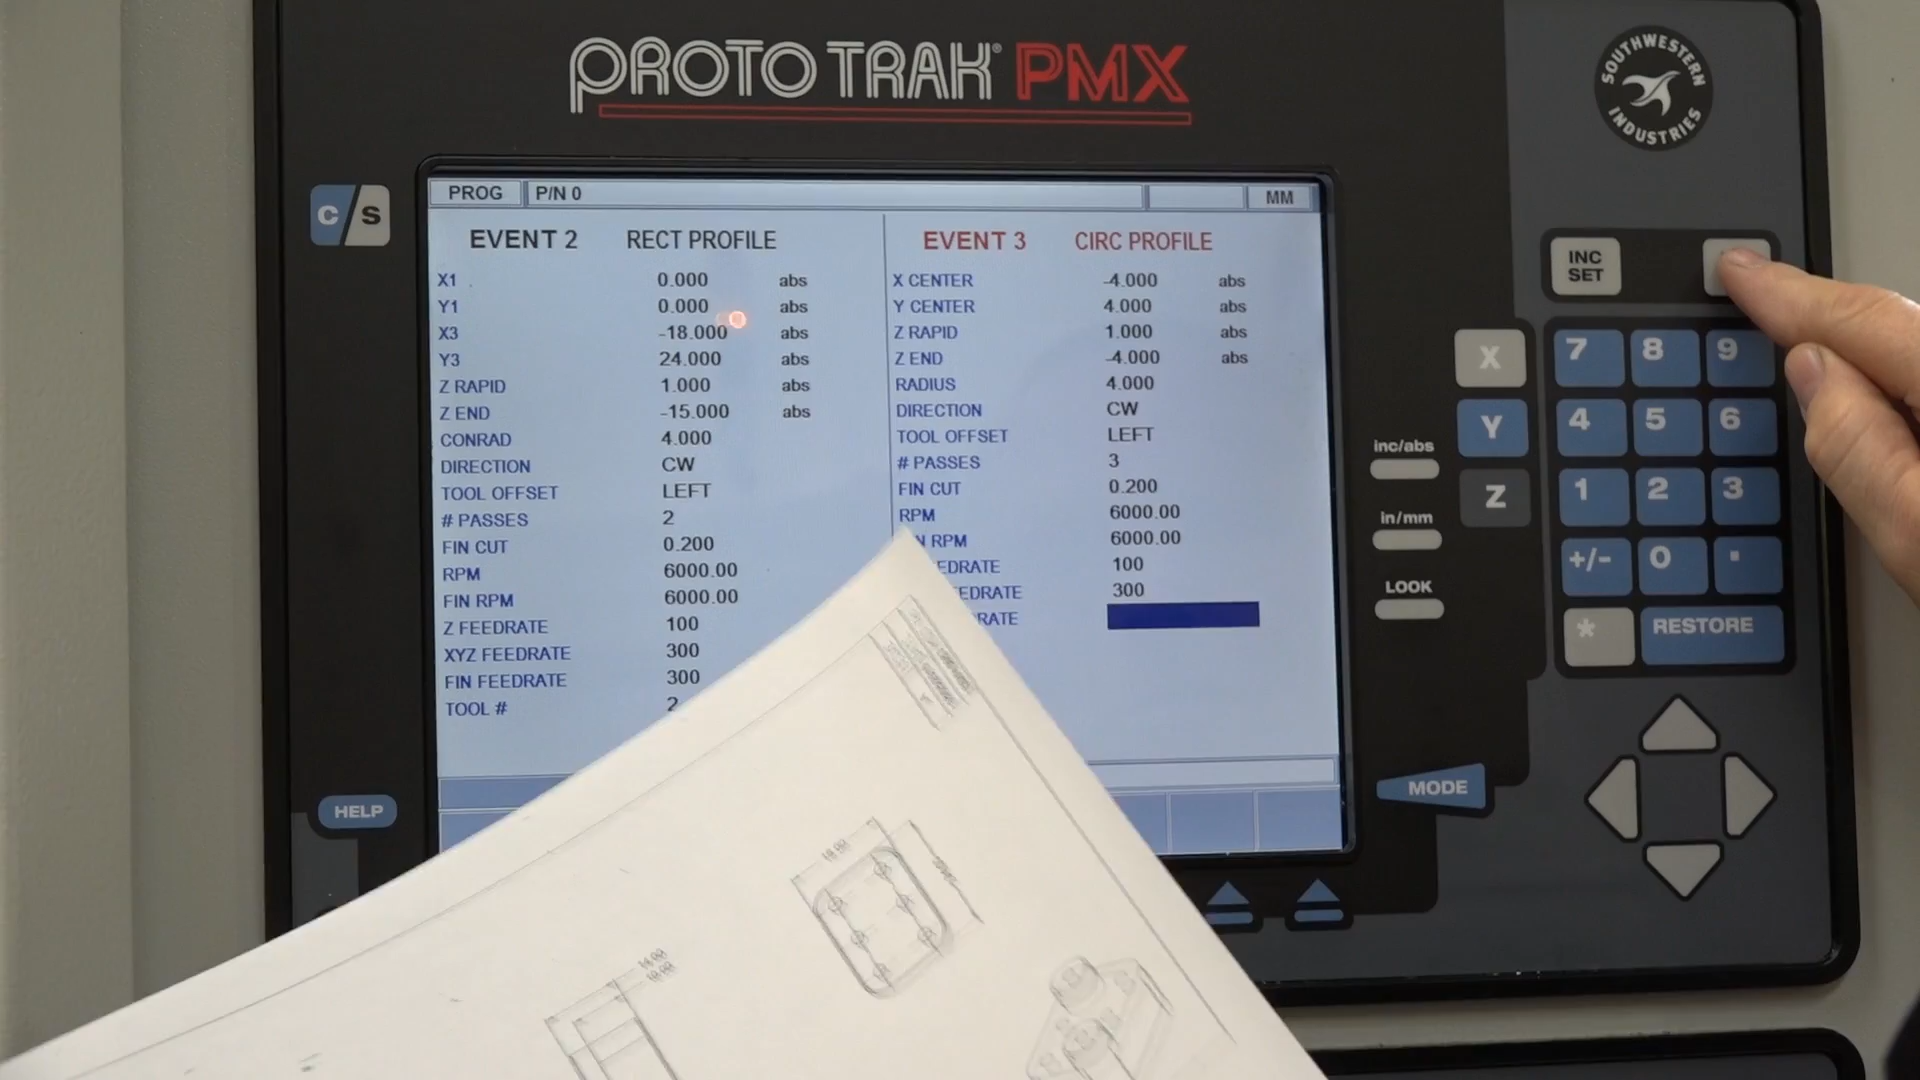 PROTO TRAK® PMX
SOUTHWESTERN INDUSTRIES
C/S
PROG P/N 0 MM
EVENT 2 RECT PROFILE
X1 0.000 abs
Y1 0.000 abs
X3 -18.000 abs
Y3 24.000 abs
Z RAPID 1.000 abs
Z END -15.000 abs
CONRAD 4.000
DIRECTION CW
TOOL OFFSET LEFT
# PASSES 2
FIN CUT 0.200
RPM 6000.00
FIN RPM 6000.00
Z FEEDRATE 100
XYZ FEEDRATE 300
FIN FEEDRATE 300
TOOL # 2
EVENT 3 CIRC PROFILE
X CENTER -4.000 abs
Y CENTER 4.000 abs
Z RAPID 1.000 abs
Z END -4.000 abs
RADIUS 4.000
DIRECTION CW
TOOL OFFSET LEFT
# PASSES 3
FIN CUT 0.200
RPM 6000.00
RPM 6000.00
EDRATE 100
EDRATE 300
RATE
INC SET
X 7 8 9
Y 4 5 6
Z 1 2 3
+/- 0 .
* RESTORE
inc/abs
in/mm
LOOK
MODE
HELP